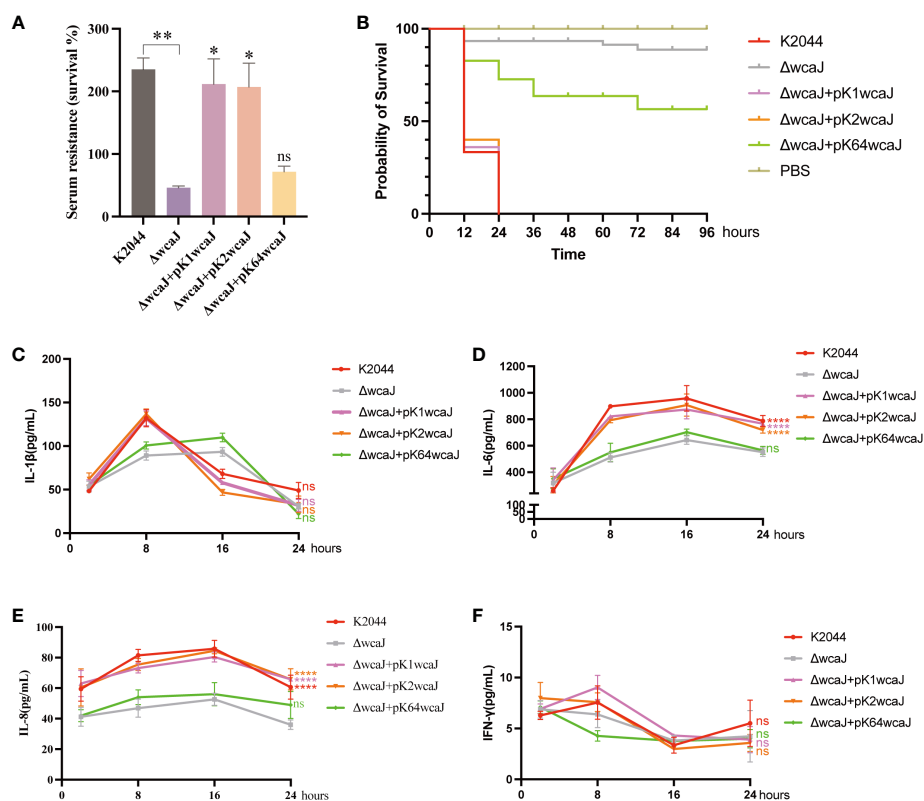 A
Serum resistance (survival %)
300
200
100
0
**
*
*
ns
K2044
ΔwcaJ
ΔwcaJ+pK1wcaJ
ΔwcaJ+pK2wcaJ
ΔwcaJ+pK64wcaJ
B
Probability of Survival
100
50
0
0 12 24 36 48 60 72 84 96 hours
Time
K2044
ΔwcaJ
ΔwcaJ+pK1wcaJ
ΔwcaJ+pK2wcaJ
ΔwcaJ+pK64wcaJ
PBS
C
IL-1β(pg/mL)
200
150
100
50
0
0 8 16 24 hours
K2044
ΔwcaJ
ΔwcaJ+pK1wcaJ
ΔwcaJ+pK2wcaJ
ΔwcaJ+pK64wcaJ
ns
ns
ns
ns
D
IL-6(pg/mL)
1200
1000
800
600
400
100
50
0
0 8 16 24 hours
K2044
ΔwcaJ
ΔwcaJ+pK1wcaJ
ΔwcaJ+pK2wcaJ
ΔwcaJ+pK64wcaJ
****
****
****
ns
E
IL-8(pg/mL)
100
80
60
40
20
0
0 8 16 24 hours
K2044
ΔwcaJ
ΔwcaJ+pK1wcaJ
ΔwcaJ+pK2wcaJ
ΔwcaJ+pK64wcaJ
****
****
****
ns
F
IFN-γ(pg/mL)
15
10
5
0
0 8 16 24 hours
K2044
ΔwcaJ
ΔwcaJ+pK1wcaJ
ΔwcaJ+pK2wcaJ
ΔwcaJ+pK64wcaJ
ns
ns
ns
ns